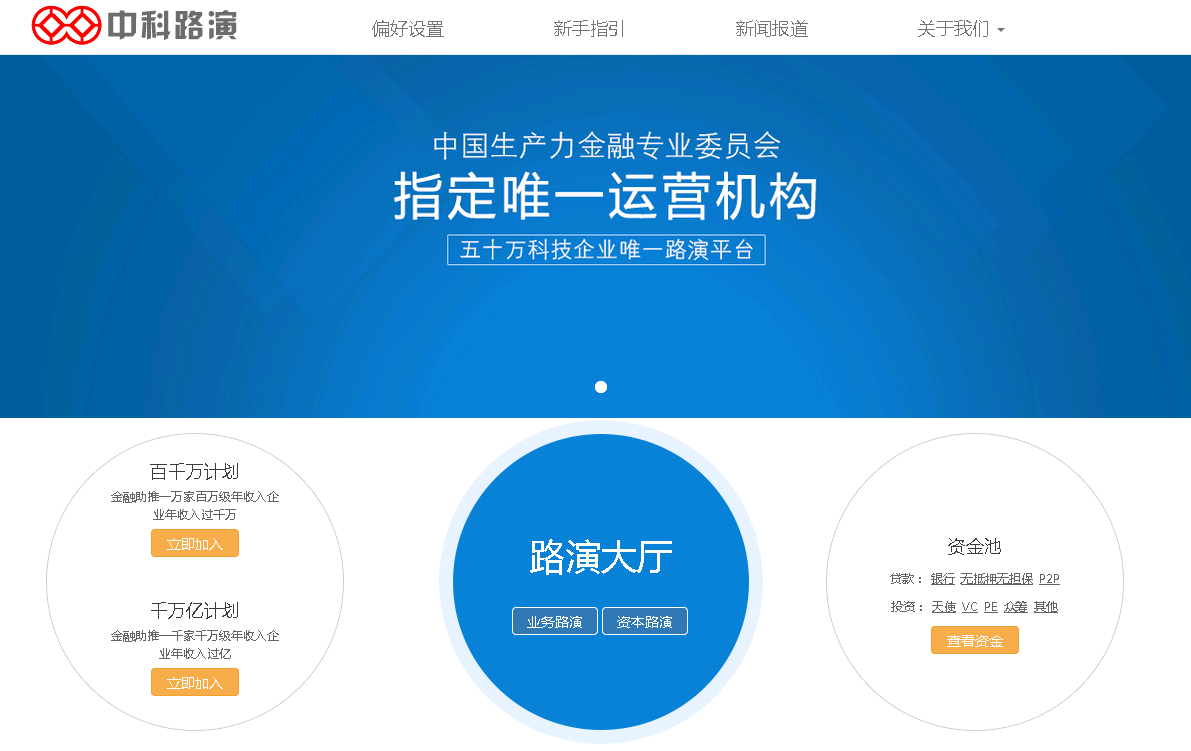 中科路演
偏好设置 新手指引 新闻报道 关于我们
中国生产力金融专业委员会
指定唯一运营机构
五十万科技企业唯一路演平台
百千万计划
金融助推一万家百万级年收入企
业年收入过千万
立即加入
千万亿计划
金融助推一千家千万级年收入企
业年收入过亿
立即加入
路演大厅
业务路演 资本路演
资金池
贷款： 银行 无抵押无担保 P2P
投资： 天使 VC PE 众筹 其他
查看资金